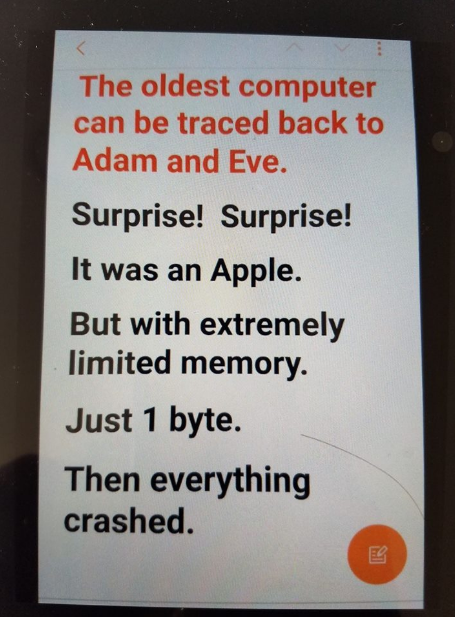 The oldest computer
can be traced back to
Adam and Eve.
Surprise!  Surprise!
It was an Apple.
But with extremely
limited memory.
Just 1 byte.
Then everything
crashed.